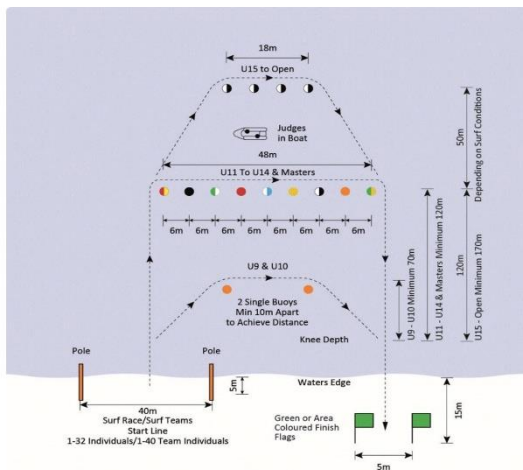 18m
U15 to Open
Judges
in Boat
48m
U11 To U14 & Masters
6m 6m 6m 6m 6m 6m 6m 6m
U9 & U10
2 Single Buoys
Min 10m Apart
to Achieve Distance
Knee Depth
50m
Depending on Surf Conditions
120m
U9 - U10 Minimum 70m
U11 - U14 & Masters Minimum 120m
U15 - Open Minimum 170m
Pole
Pole
5m
Waters Edge
40m
Surf Race/Surf Teams
Start Line
1-32 Individuals/1-40 Team Individuals
Green or Area
Coloured Finish
Flags
15m
5m